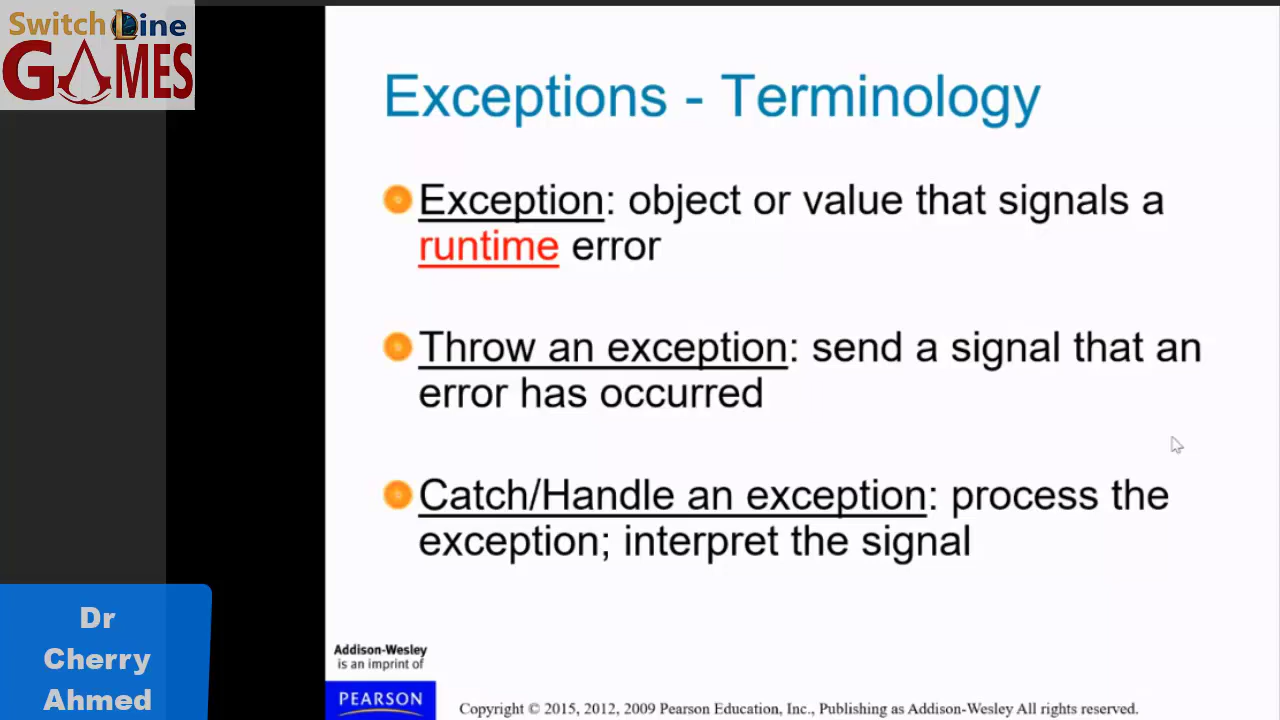 Switch Line
GAMES
Exceptions - Terminology
Exception: object or value that signals a
runtime error
Throw an exception: send a signal that an
error has occurred
Catch/Handle an exception: process the
exception; interpret the signal
Dr
Cherry
Ahmed
Addison-Wesley
is an imprint of
PEARSON
Copyright © 2015, 2012, 2009 Pearson Education, Inc., Publishing as Addison-Wesley All rights reserved.